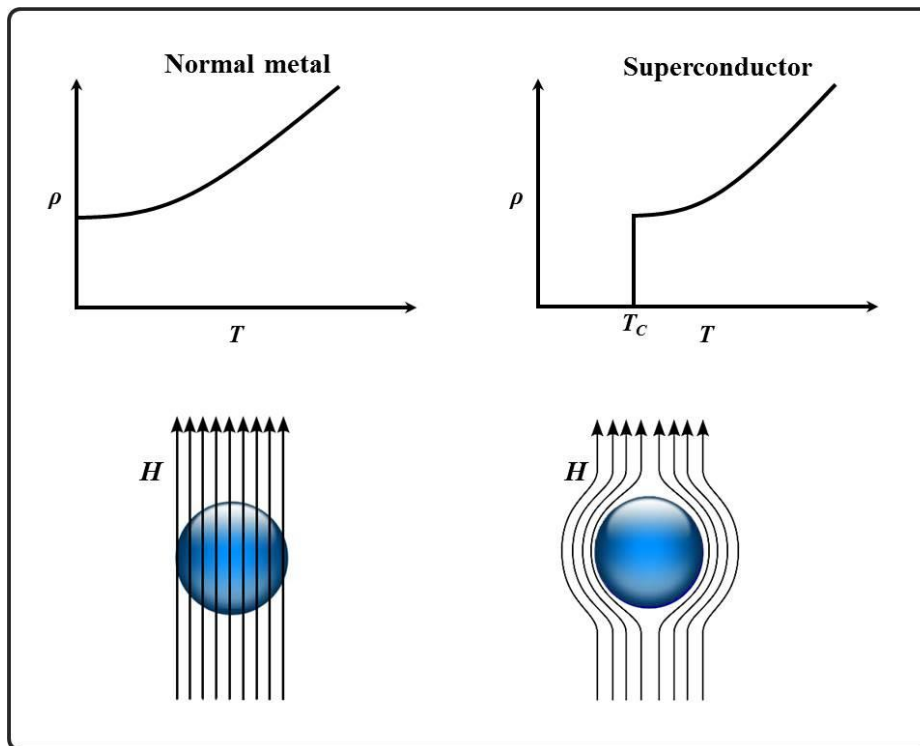 Normal metal
Superconductor
ρ
T
ρ
T_C
T
H
H